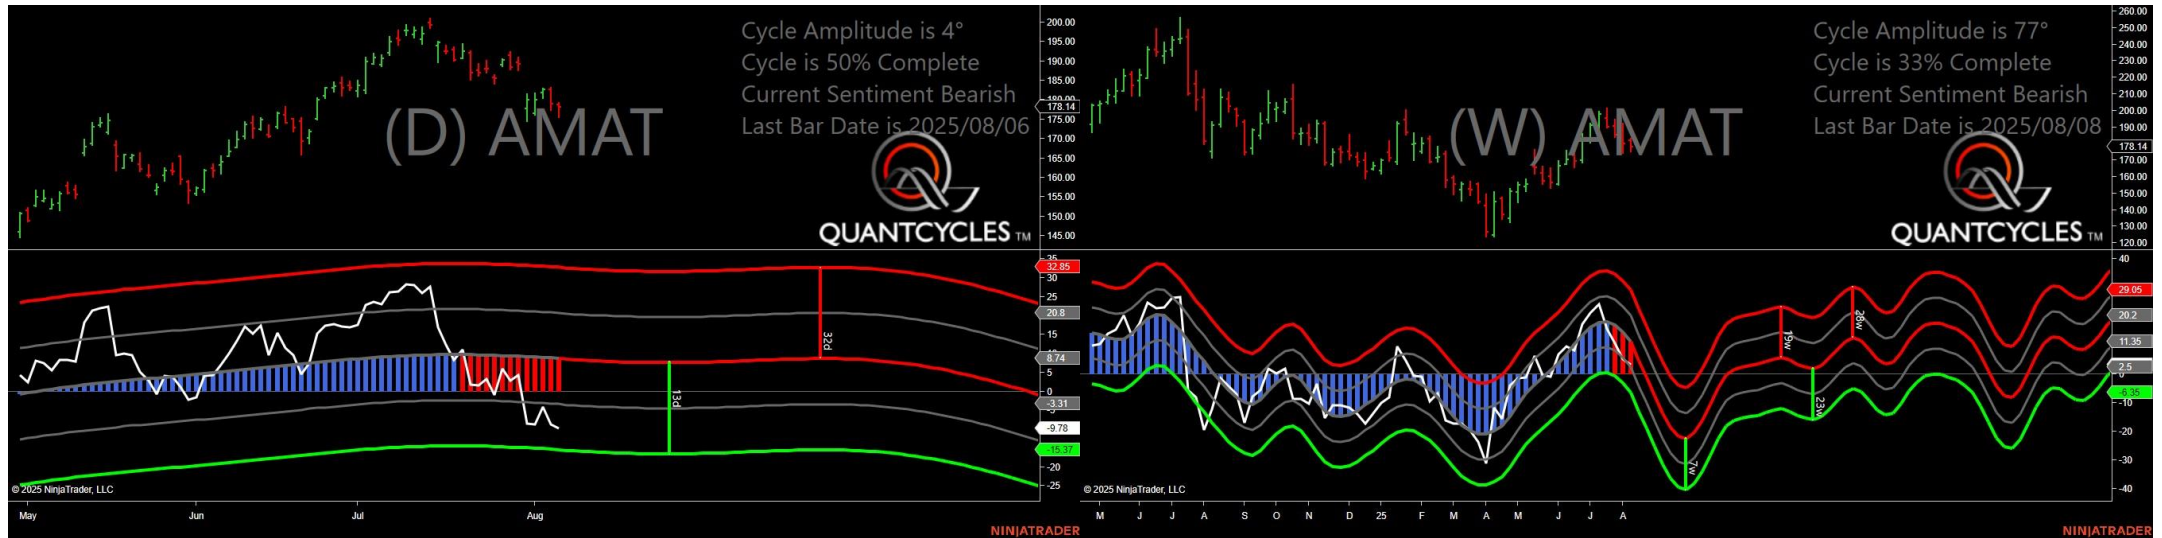 Cycle Amplitude is 4°
Cycle is 50% Complete
Current Sentiment Bearish
Last Bar Date is 2025/08/06
(D) AMAT
QUANTCYCLES TM
200.00
195.00
190.00
185.00
178.14
175.00
170.00
165.00
160.00
155.00
150.00
145.00
35
32.85
30
25
20.8
15
8.74
5
0
-3.31
-5
-9.78
-15.37
-20
-25
32d
13d
© 2025 NinjaTrader, LLC
May Jun Jul Aug
NINJATRADER
Cycle Amplitude is 77°
Cycle is 33% Complete
Current Sentiment Bearish
Last Bar Date is 2025/08/08
(W) AMAT
QUANTCYCLES TM
260.00
250.00
240.00
230.00
220.00
210.00
200.00
190.00
178.14
170.00
160.00
150.00
140.00
130.00
120.00
40
29.05
20.2
11.35
2.5
0
-6.35
-10
-20
-30
-40
19w
28w
23w
7w
© 2025 NinjaTrader, LLC
M J J A S O N D 25 F M A M J J A
NINJATRADER